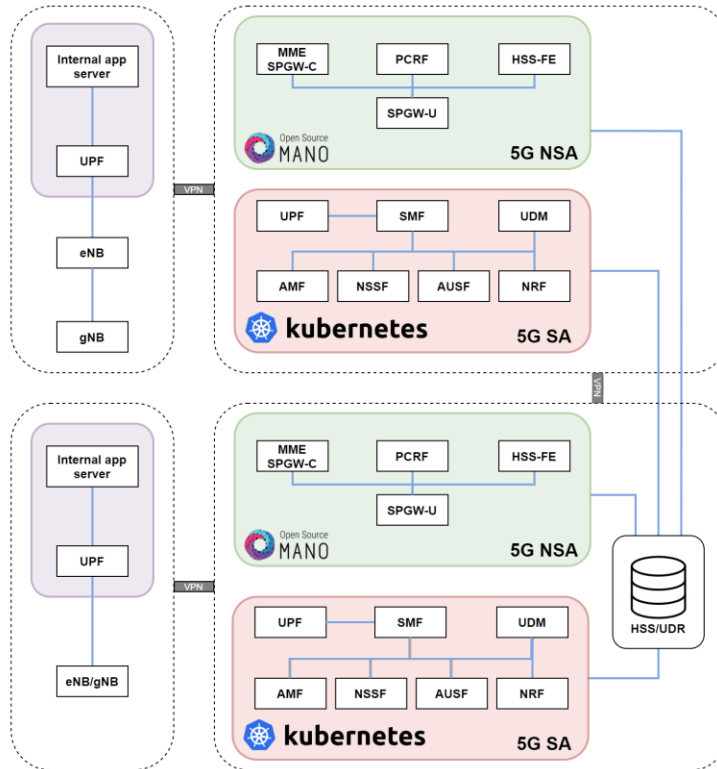 Internal app
server
UPF
eNB
gNB
VPN
MME
SPGW-C
PCRF
HSS-FE
SPGW-U
Open Source
MANO
5G NSA
UPF
SMF
UDM
AMF
NSSF
AUSF
NRF
kubernetes
5G SA
VPN
Internal app
server
UPF
eNB/gNB
VPN
MME
SPGW-C
PCRF
HSS-FE
SPGW-U
Open Source
MANO
5G NSA
UPF
SMF
UDM
AMF
NSSF
AUSF
NRF
kubernetes
5G SA
HSS/UDR